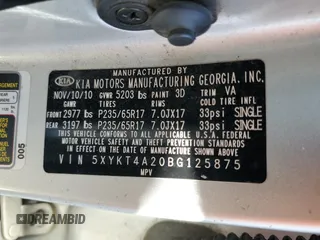 MANUFACTURED BY
KIA KIA MOTORS MANUFACTURING GEORGIA, INC.
NOV/10/10 GVWR 5203 lbs PAINT 3D TRIM VA
GAWR TIRES RIMS
FRONT 2977 lbs P235/65R17 7.0JX17 33psi SINGLE
REAR 3197 lbs P235/65R17 7.0JX17 33psi SINGLE
THIS VEHICLE CONFORMS TO ALL APPLICABLE
U.S.A. FEDERAL MOTOR VEHICLE SAFETY, BUMPER,
AND THEFT PREVENTION STANDARDS
IN EFFECT ON THE DATE OF MANUFACTURE SHOWN ABOVE.
VIN 5XYKT4A20BG125875
MPV
005
DREAMBID
dreambid.com